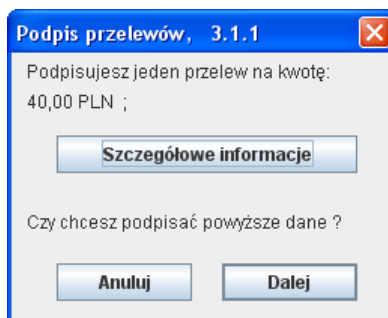 Podpis przelewów, 3.1.1
Podpisujesz jeden przelew na kwotę:
40,00 PLN ;
Szczegółowe informacje
Czy chcesz podpisać powyższe dane ?
Anuluj Dalej